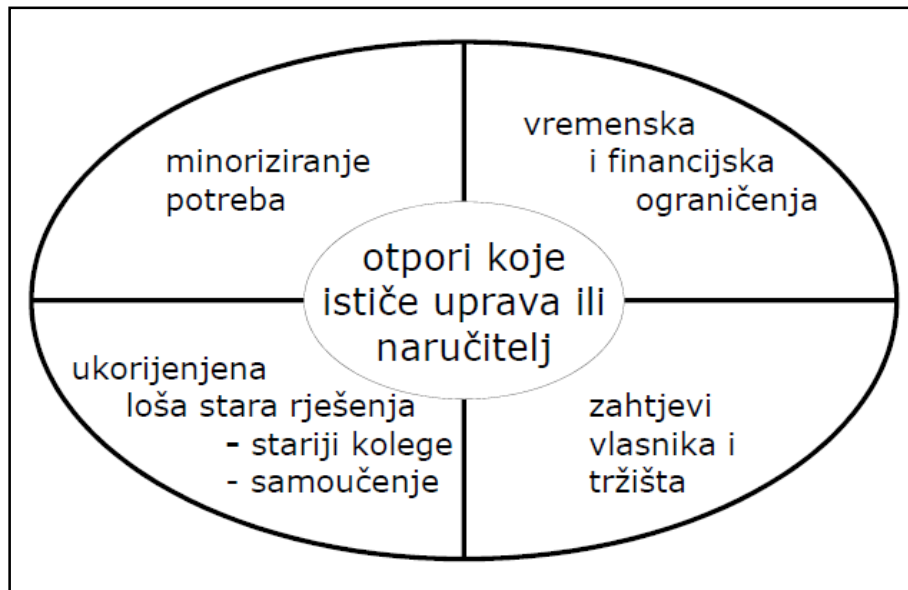 minoriziranje
potreba
vremenska
i financijska
ograničenja
otpori koje
ističe uprava ili
naručitelj
ukorijenjena
loša stara rješenja
- stariji kolege
- samoučenje
zahtjevi
vlasnika i
tržišta